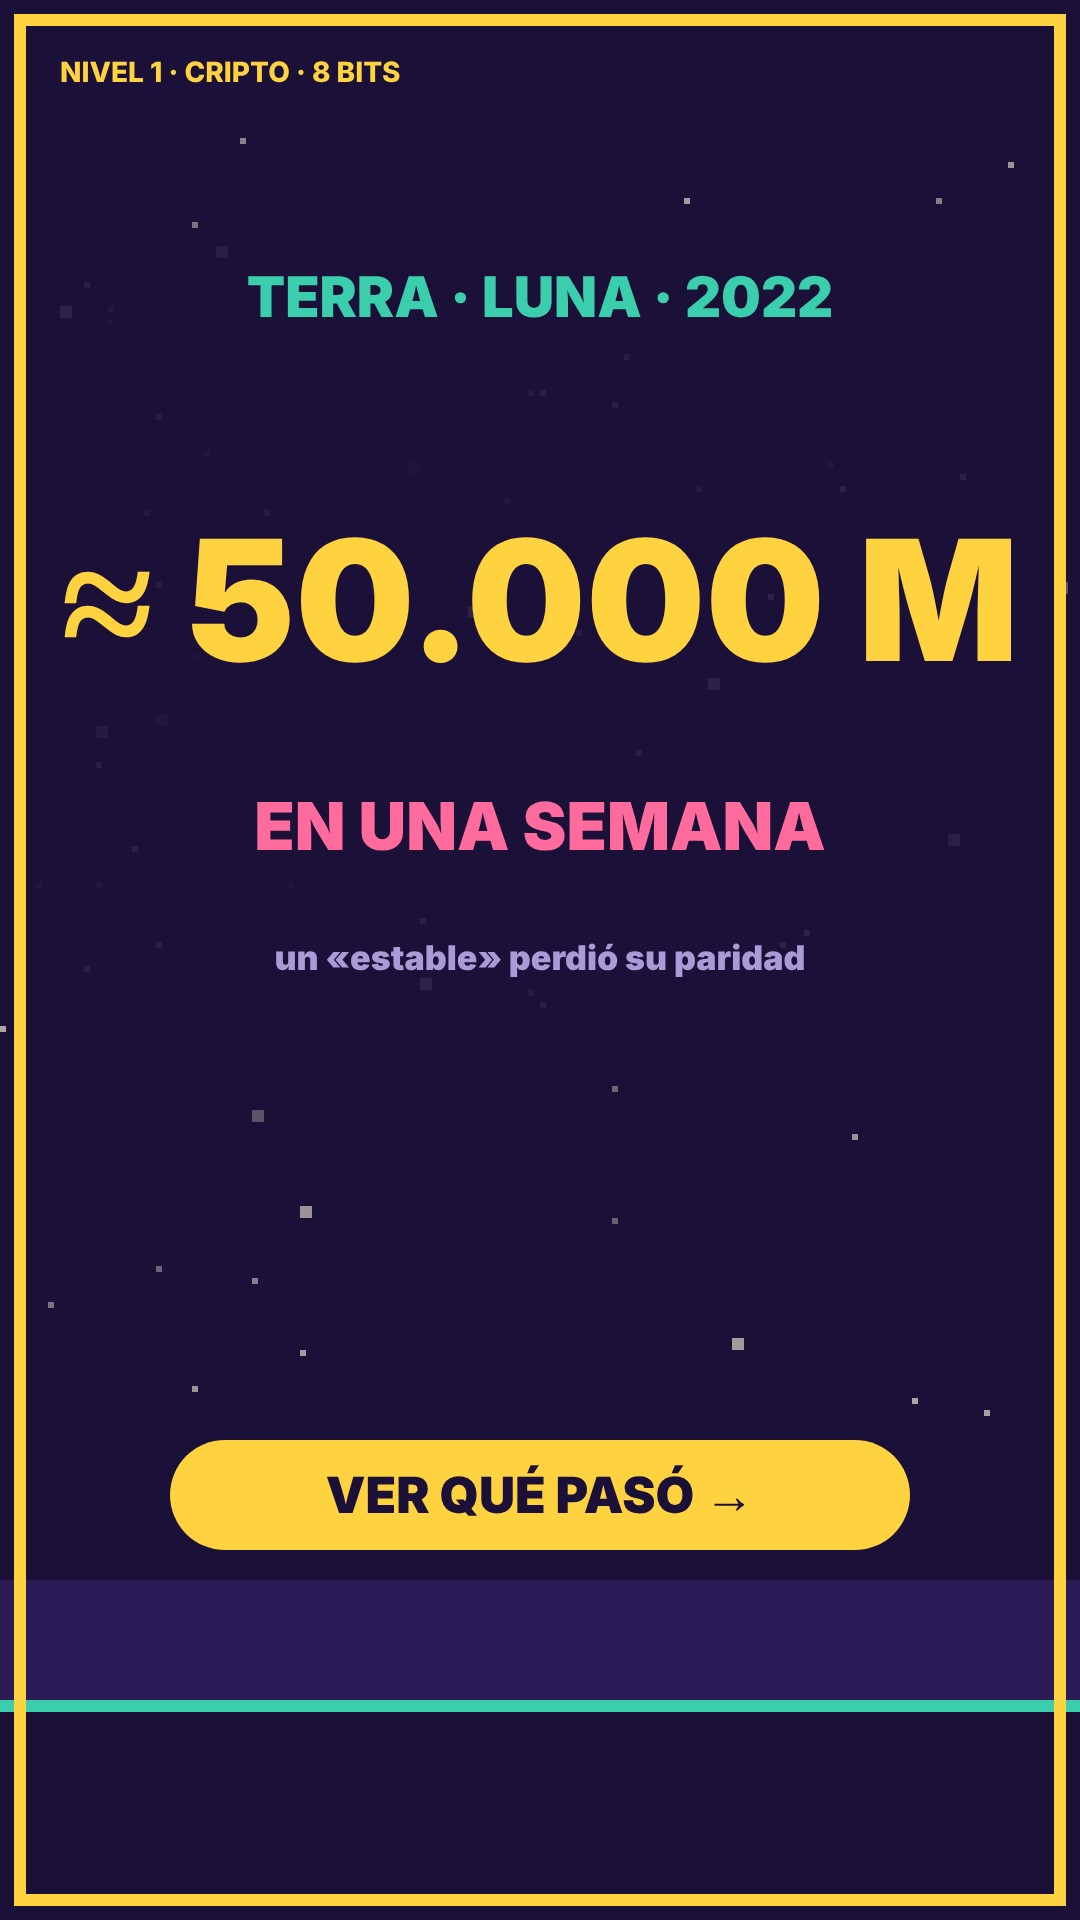 NIVEL 1 · CRIPTO · 8 BITS
TERRA · LUNA · 2022
≈ 50.000 M
EN UNA SEMANA
un «estable» perdió su paridad
VER QUÉ PASÓ →